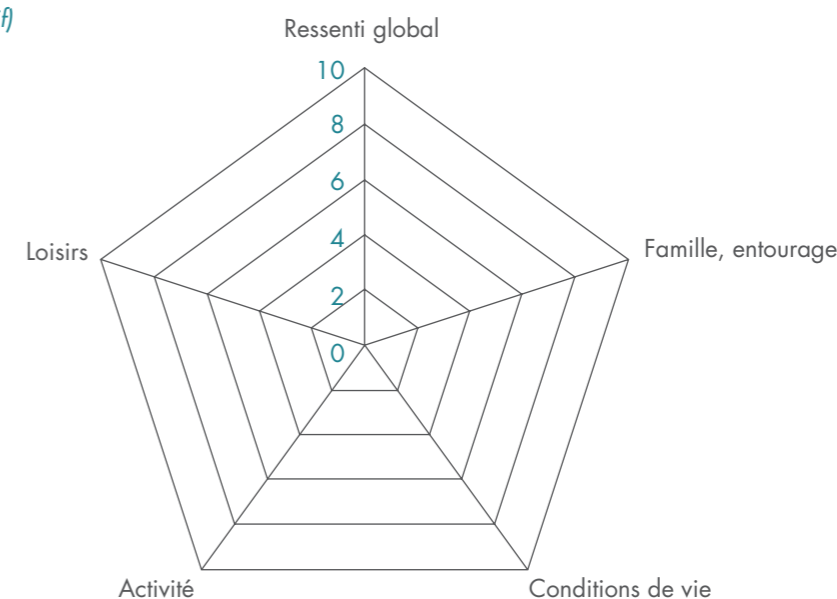 f)
Ressenti global
10
8
6
4
2
0
Loisirs
Famille, entourage
Activité
Conditions de vie